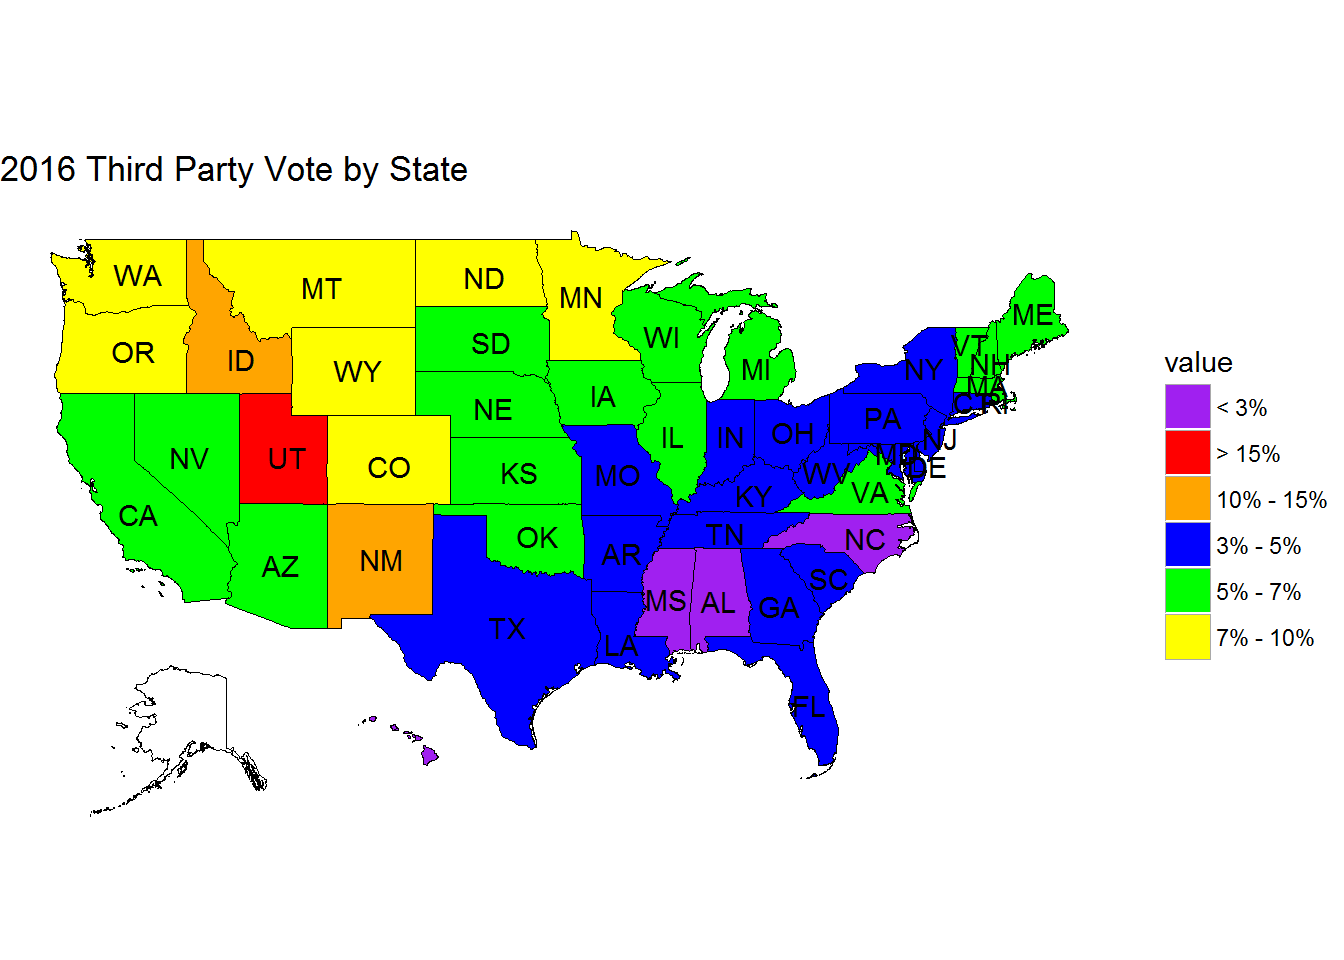 2016 Third Party Vote by State
WA
MT
ND
MN
ME
OR
ID
WY
SD
WI
MI
VT
NH
NY
MA
CT
RI
NV
UT
CO
NE
IA
IL
IN
OH
PA
NJ
MD
DE
CA
KS
MO
KY
WV
VA
AZ
NM
OK
AR
TN
NC
TX
LA
MS
AL
GA
SC
FL
value
< 3%
> 15%
10% - 15%
3% - 5%
5% - 7%
7% - 10%